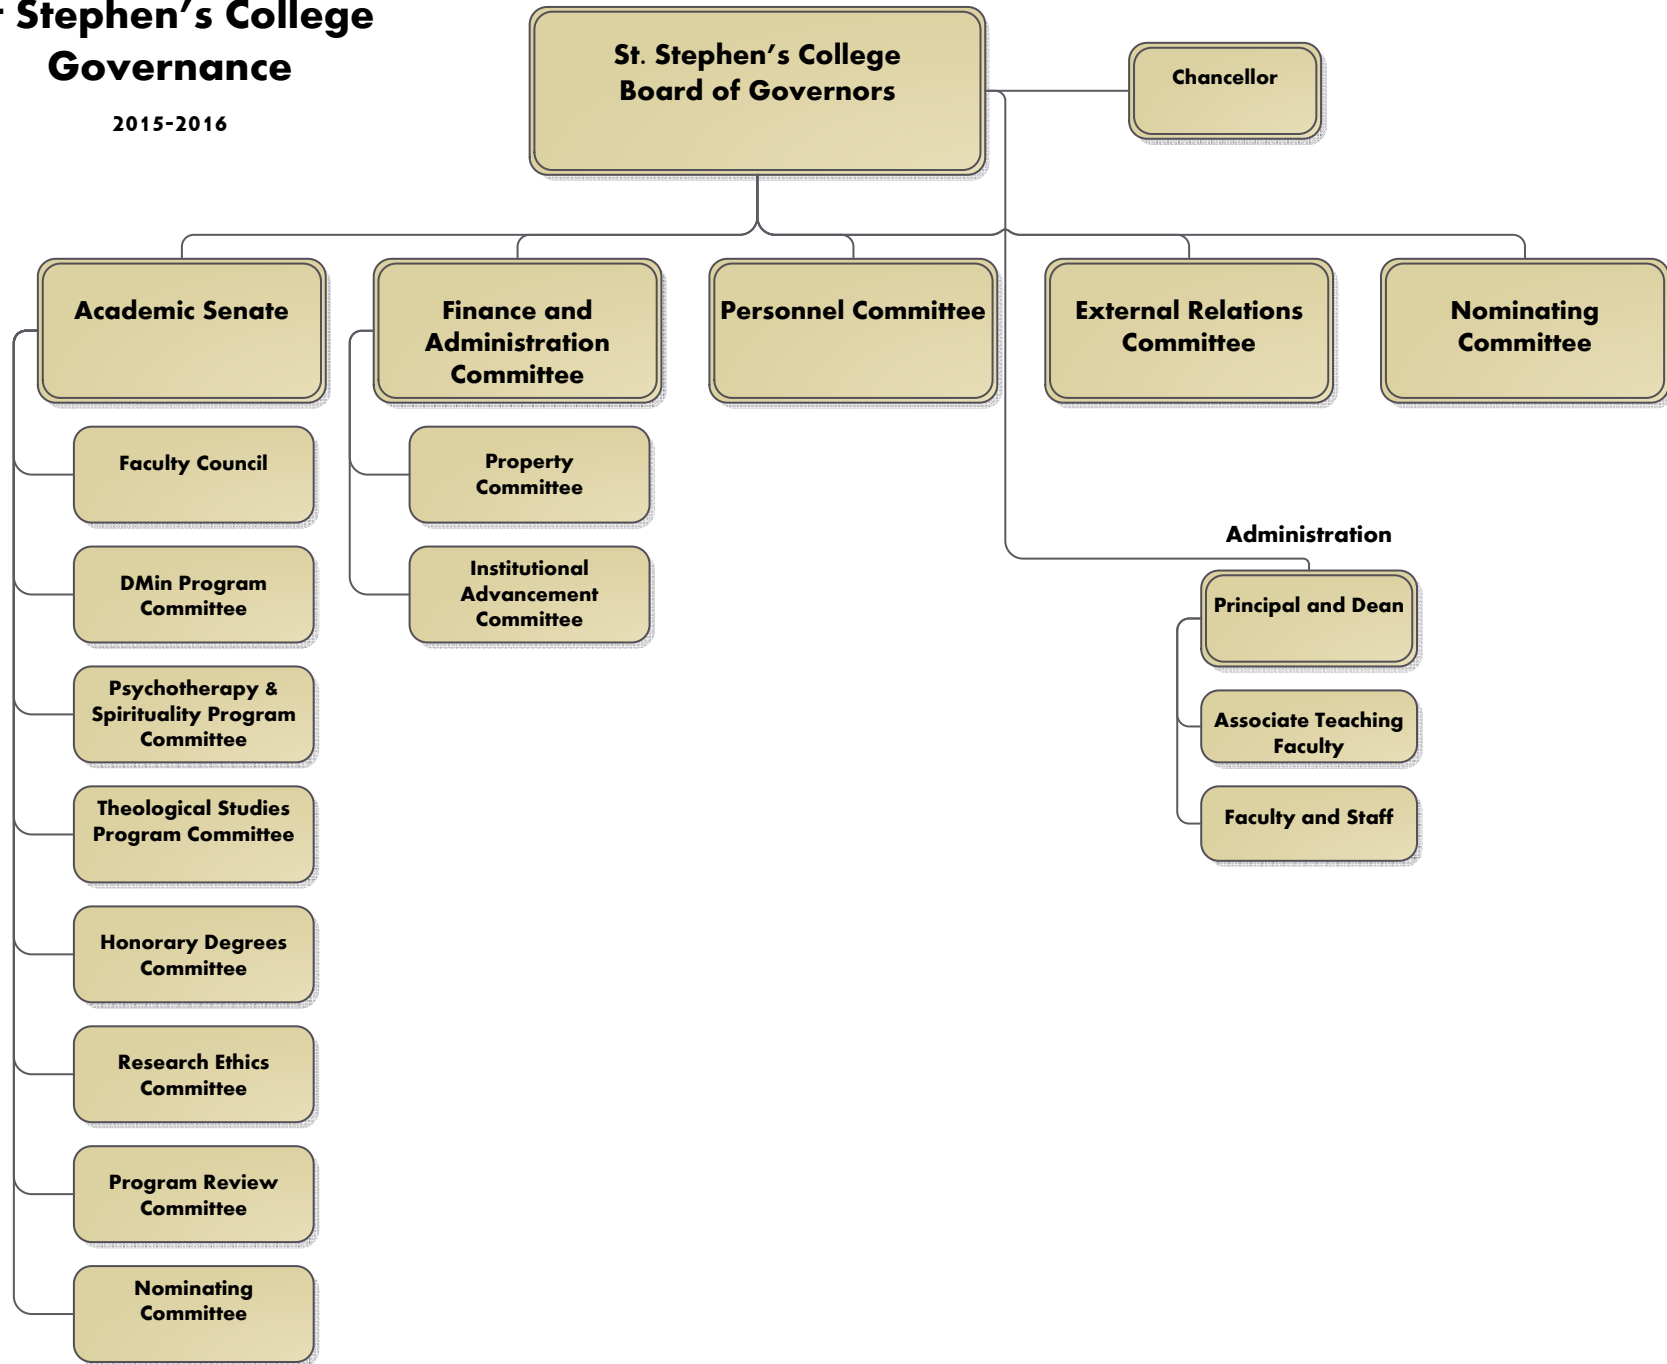 Stephen's College
Governance
2015-2016
St. Stephen's College
Board of Governors
Chancellor
Academic Senate
Finance and
Administration
Committee
Personnel Committee
External Relations
Committee
Nominating
Committee
Faculty Council
DMin Program
Committee
Psychotherapy &
Spirituality Program
Committee
Theological Studies
Program Committee
Honorary Degrees
Committee
Research Ethics
Committee
Program Review
Committee
Nominating
Committee
Property
Committee
Institutional
Advancement
Committee
Administration
Principal and Dean
Associate Teaching
Faculty
Faculty and Staff